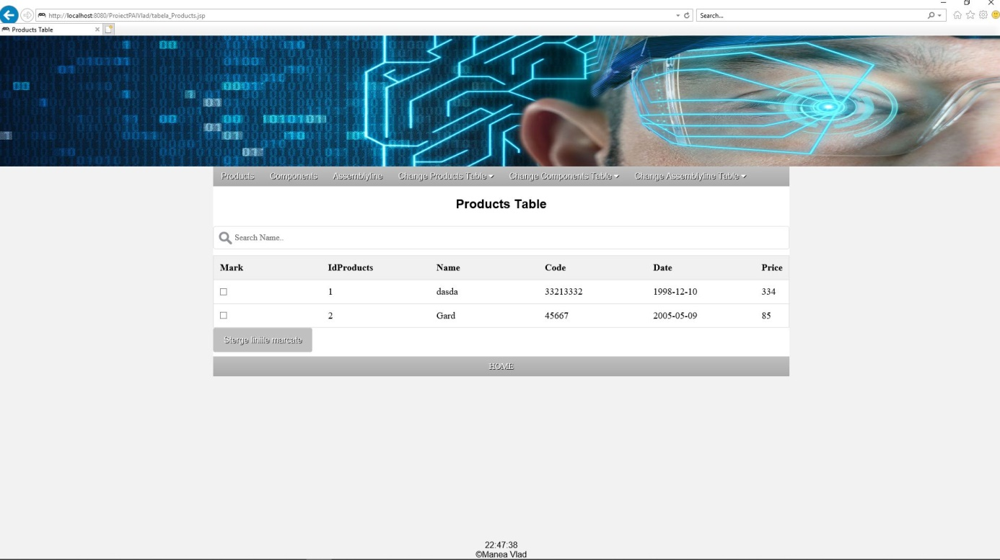 http://localhost:8080/ProiectPAIVlad/tabela_Products.jsp
Search...
Products Table
Products Components Assemblyline Change Products Table Change Components Table Change Assemblyline Table
Products Table
Search Name..
Mark IdProducts Name Code Date Price
1 dasda 33213332 1998-12-10 334
2 Gard 45667 2005-05-09 85
Sterge liniile marcate
HOME
22:47:38
©Manea Vlad